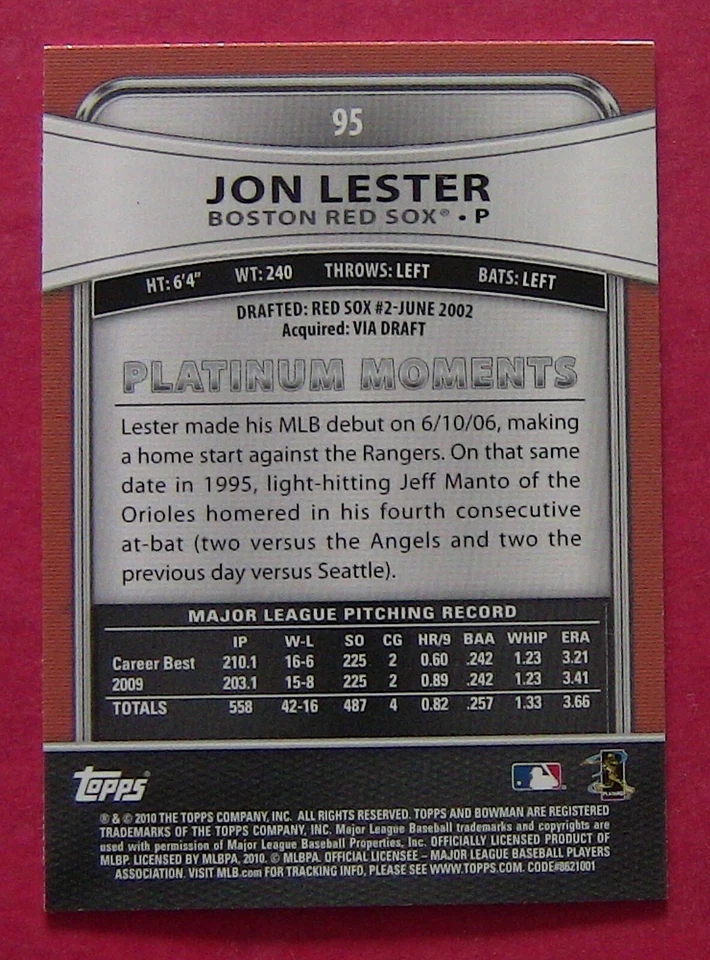 95
JON LESTER
BOSTON RED SOX® • P
HT: 6'4" WT: 240 THROWS: LEFT BATS: LEFT
DRAFTED: RED SOX #2-JUNE 2002
Acquired: VIA DRAFT
PLATINUM MOMENTS
Lester made his MLB debut on 6/10/06, making
a home start against the Rangers. On that same
date in 1995, light-hitting Jeff Manto of the
Orioles homered in his fourth consecutive
at-bat (two versus the Angels and two the
previous day versus Seattle).
MAJOR LEAGUE PITCHING RECORD
IP W-L SO CG HR/9 BAA WHIP ERA
Career Best 210.1 16-6 225 2 0.60 .242 1.23 3.21
2009 203.1 15-8 225 2 0.89 .242 1.23 3.41
TOTALS 558 42-16 487 4 0.82 .257 1.33 3.66
topps®
PLAYERS
® & © 2010 THE TOPPS COMPANY, INC. ALL RIGHTS RESERVED. TOPPS AND BOWMAN ARE REGISTERED
TRADEMARKS OF THE TOPPS COMPANY, INC. Major League Baseball trademarks and copyrights are
used with permission of Major League Baseball Properties, Inc. OFFICIALLY LICENSED PRODUCT OF
MLBP. LICENSED BY MLBPA, 2010. © MLBPA. OFFICIAL LICENSEE – MAJOR LEAGUE BASEBALL PLAYERS
ASSOCIATION. VISIT MLB.com FOR TRACKING INFO, PLEASE SEE WWW.TOPPS.COM. CODE#8621001